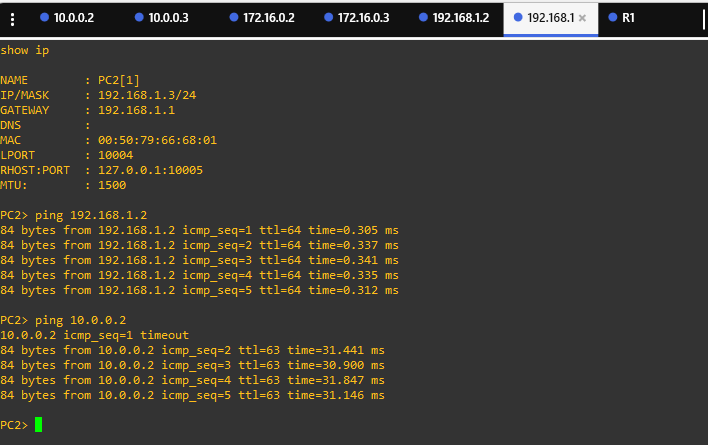 10.0.0.2 10.0.0.3 172.16.0.2 172.16.0.3 192.168.1.2 192.168.1 × R1
show ip
NAME : PC2[1]
IP/MASK : 192.168.1.3/24
GATEWAY : 192.168.1.1
DNS :
MAC : 00:50:79:66:68:01
LPORT : 10004
RHOST:PORT : 127.0.0.1:10005
MTU: : 1500
PC2> ping 192.168.1.2
84 bytes from 192.168.1.2 icmp_seq=1 ttl=64 time=0.305 ms
84 bytes from 192.168.1.2 icmp_seq=2 ttl=64 time=0.337 ms
84 bytes from 192.168.1.2 icmp_seq=3 ttl=64 time=0.341 ms
84 bytes from 192.168.1.2 icmp_seq=4 ttl=64 time=0.335 ms
84 bytes from 192.168.1.2 icmp_seq=5 ttl=64 time=0.312 ms
PC2> ping 10.0.0.2
10.0.0.2 icmp_seq=1 timeout
84 bytes from 10.0.0.2 icmp_seq=2 ttl=63 time=31.441 ms
84 bytes from 10.0.0.2 icmp_seq=3 ttl=63 time=30.900 ms
84 bytes from 10.0.0.2 icmp_seq=4 ttl=63 time=31.847 ms
84 bytes from 10.0.0.2 icmp_seq=5 ttl=63 time=31.146 ms
PC2>